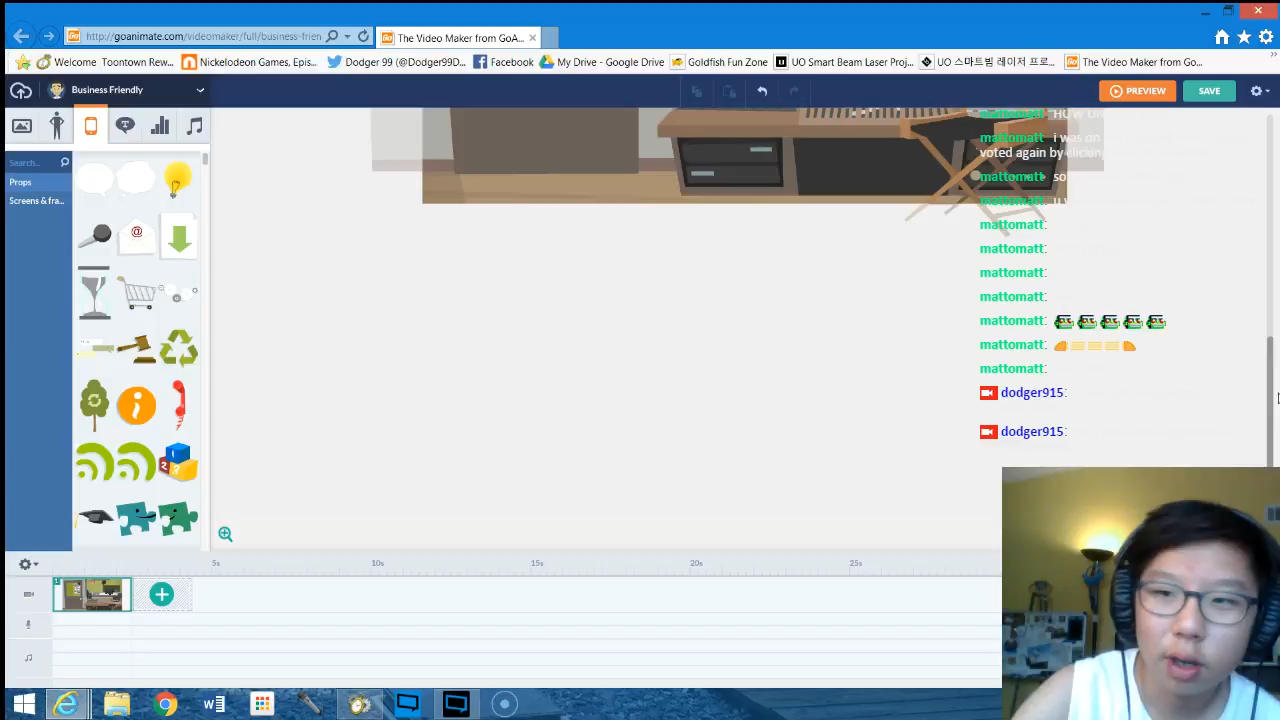 http://goanimate.com/videomaker/full/business-frien
The Video Maker from GoA...
Welcome Toontown Rew...
Nickelodeon Games, Epis...
Dodger 99 (@Dodger99D...
Facebook
My Drive - Google Drive
Goldfish Fun Zone
UO Smart Beam Laser Proj...
UO 스마트빔 레이저 프로...
The Video Maker from Go...
Business Friendly
PREVIEW
SAVE
Search...
Props
Screens & fra...
mattomatt:
mattomatt: i was on
voted again by clicking
mattomatt: so
mattomatt:
mattomatt:
mattomatt:
mattomatt:
mattomatt:
mattomatt:
mattomatt:
mattomatt:
dodger915:
dodger915:
5s
10s
15s
20s
25s
1